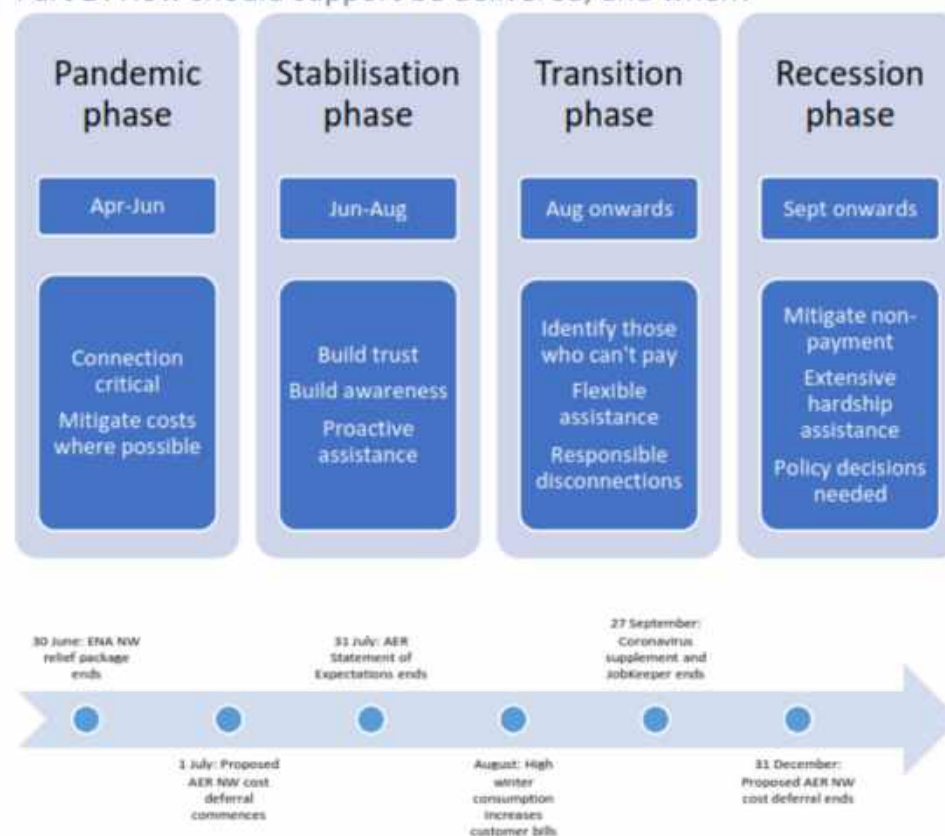 Pandemic
phase
Apr-Jun
Connection
critical
Mitigate costs
where possible
Stabilisation
phase
Jun-Aug
Build trust
Build awareness
Proactive
assistance
Transition
phase
Aug onwards
Identify those
who can't pay
Flexible
assistance
Responsible
disconnections
Recession
phase
Sept onwards
Mitigate non-
payment
Extensive
hardship
assistance
Policy decisions
needed
30 June: ENA NW
relief package
ends
1 July: Proposed
AER NW cost
deferral
commences
31 July: AER
Statement of
Expectations ends
August: High
winter
consumption
increases
customer bills
27 September:
Coronavirus
supplement and
JobKeeper ends
31 December:
Proposed AER NW
cost deferral ends